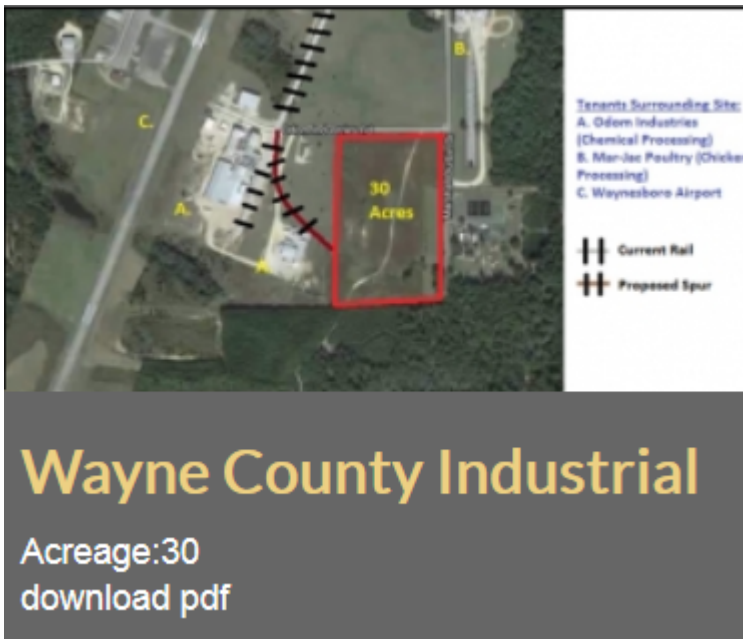 B.
C.
30
Acres
A.
A.
Tenants Surrounding Site:
A. Odom Industries
(Chemical Processing)
B. Mar-Jac Poultry (Chicken
Processing)
C. Waynesboro Airport
Current Rail
Proposed Spur
Wayne County Industrial
Acreage:30
download pdf